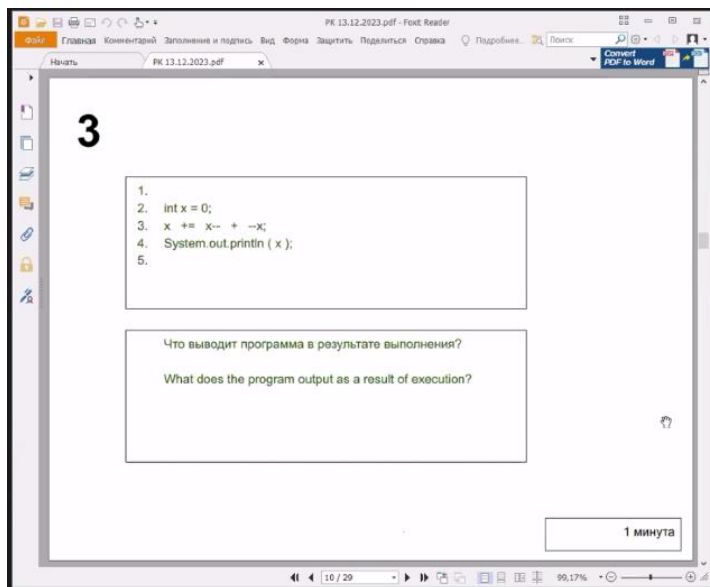 PK 13.12.2023.pdf - Foxit Reader
Файл Главная Комментарий Заполнение и подпись Вид Форма Защитить Поделиться Справка Подробнее... Поиск
Начать PK 13.12.2023.pdf x
Convert
PDF to Word
3
1.
2. int x = 0;
3. x += x-- + --x;
4. System.out.println ( x );
5.
Что выводит программа в результате выполнения?
What does the program output as a result of execution?
1 минута
10 / 29 99,17%